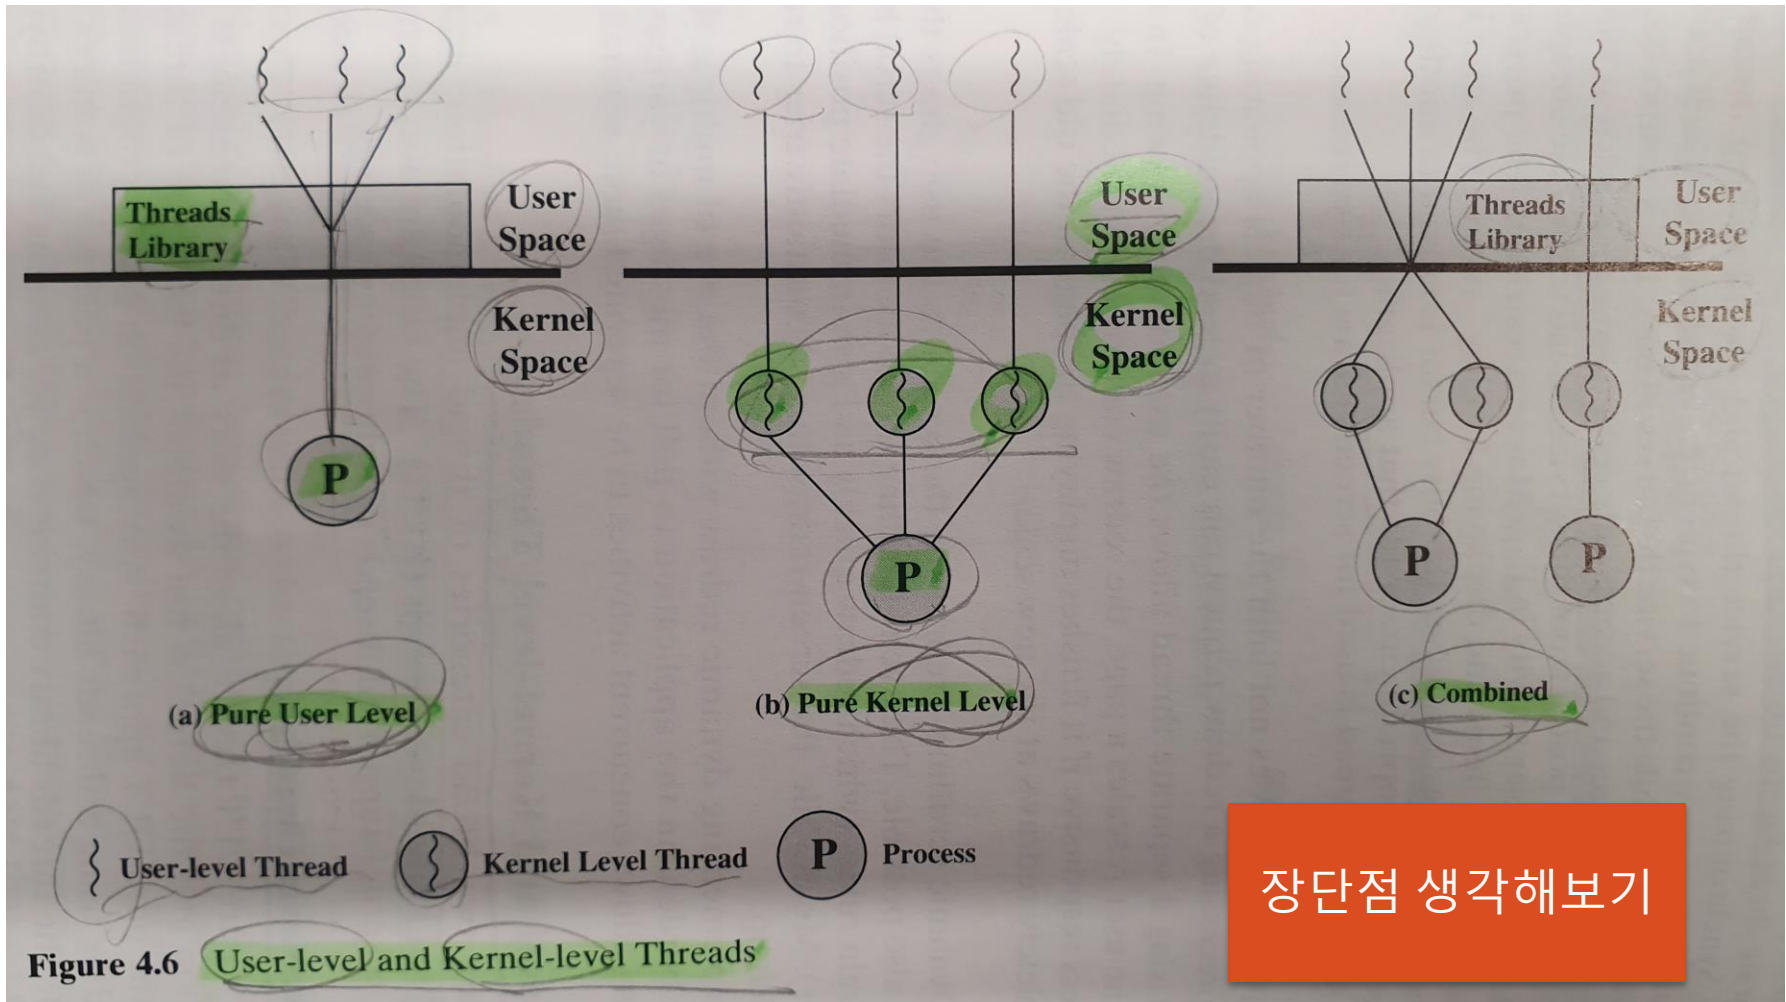 Threads
Library
User
Space
Kernel
Space
P
(a) Pure User Level
User
Space
Kernel
Space
P
(b) Pure Kernel Level
Threads
Library
User
Space
Kernel
Space
P
P
(c) Combined
User-level Thread
Kernel Level Thread
P
Process
장단점 생각해보기
Figure 4.6 User-level and Kernel-level Threads